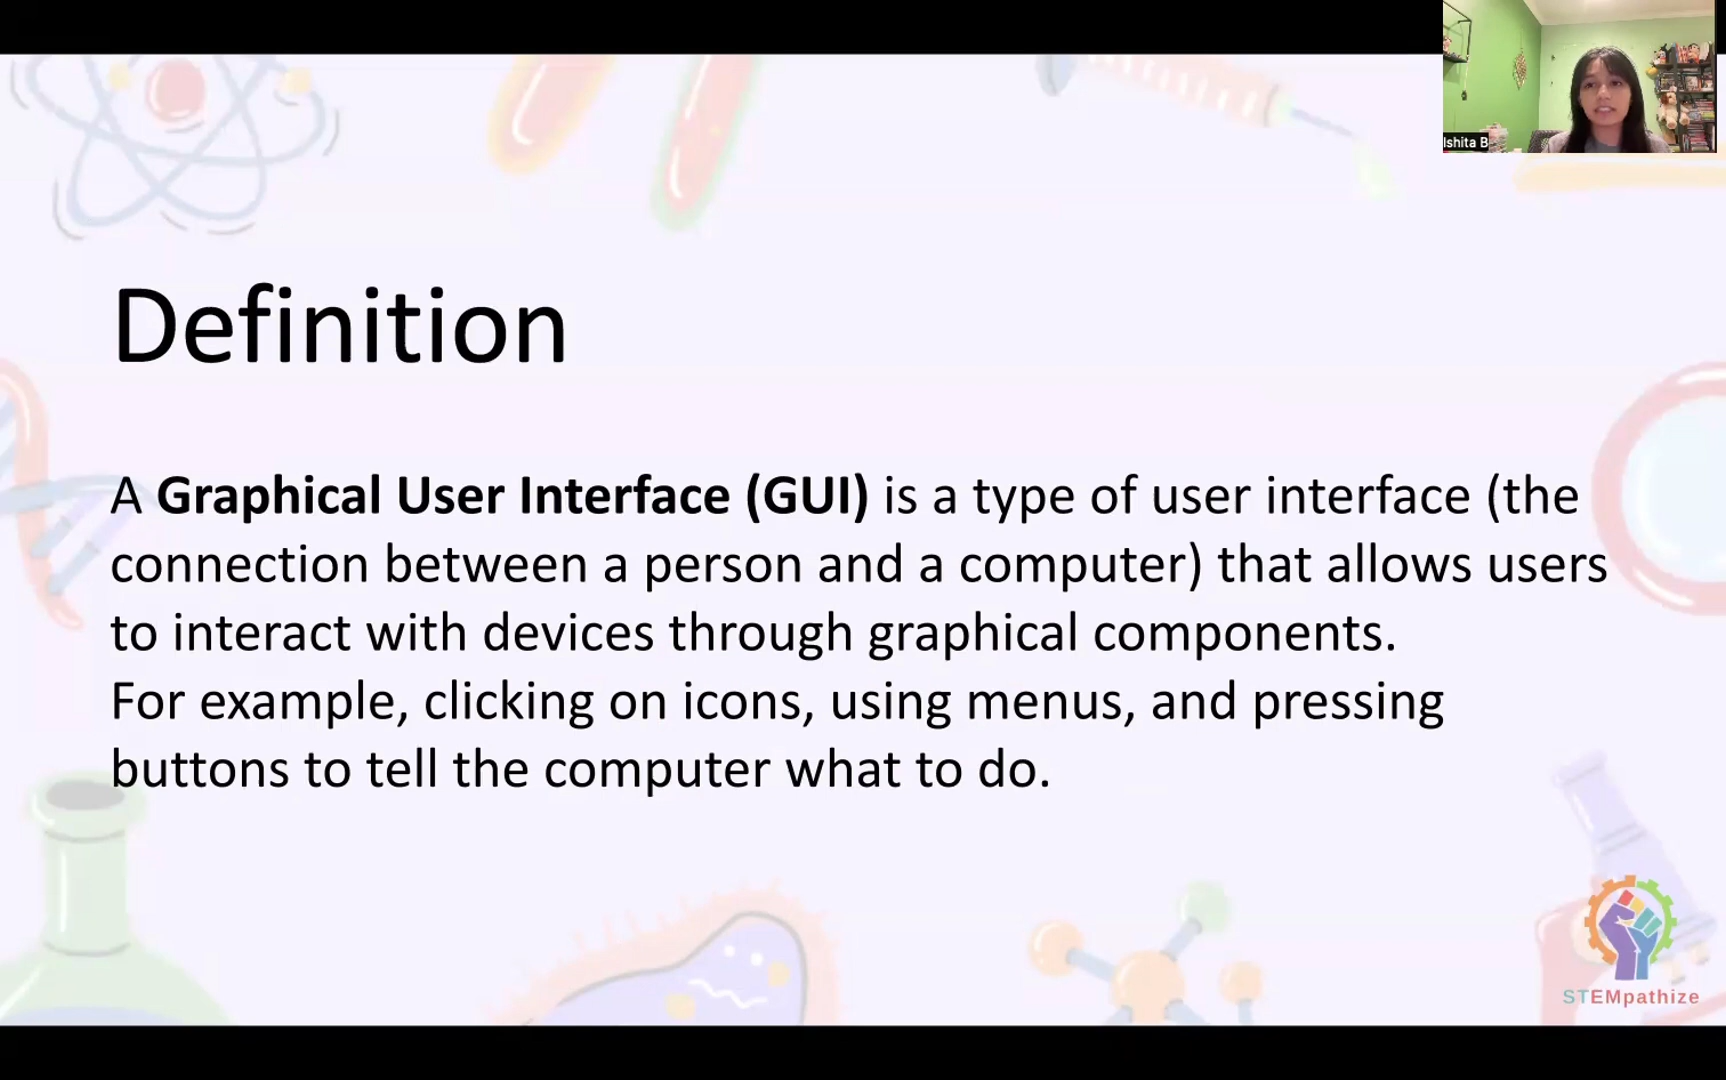 Ishita B
Definition
A Graphical User Interface (GUI) is a type of user interface (the
connection between a person and a computer) that allows users
to interact with devices through graphical components.
For example, clicking on icons, using menus, and pressing
buttons to tell the computer what to do.
STEMpathize